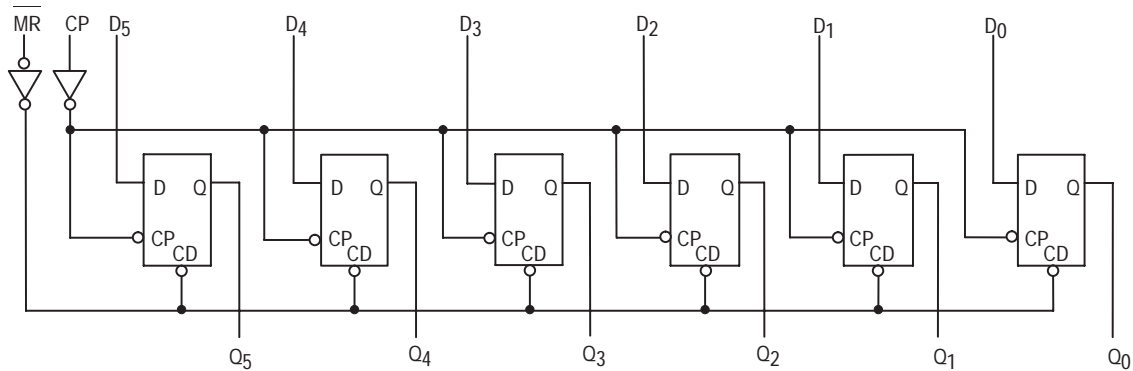 M̅R̅ CP D5 D4 D3 D2 D1 D0
D Q D Q D Q D Q D Q D Q
CP CP CP CP CP CP
CD CD CD CD CD CD
Q5 Q4 Q3 Q2 Q1 Q0